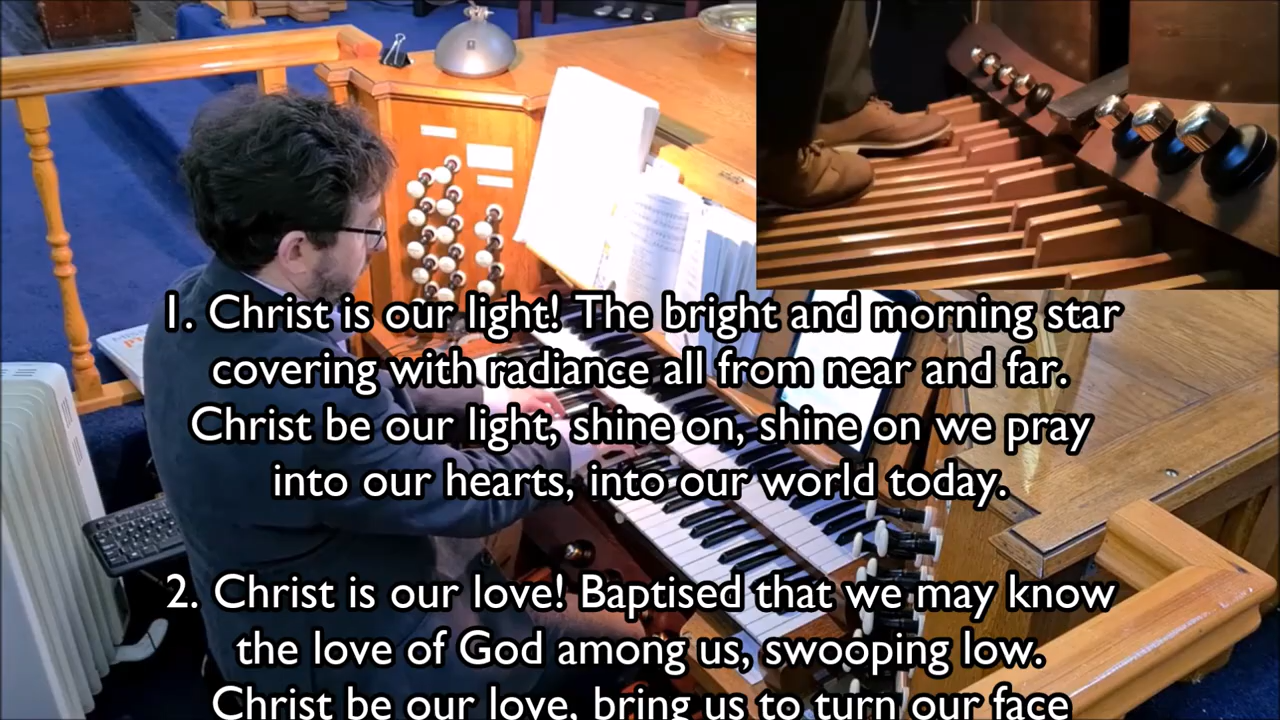 1. Christ is our light! The bright and morning star
covering with radiance all from near and far.
Christ be our light, shine on, shine on we pray
into our hearts, into our world today.
2. Christ is our love! Baptised that we may know
the love of God among us, swooping low.
Christ be our love, bring us to turn our face